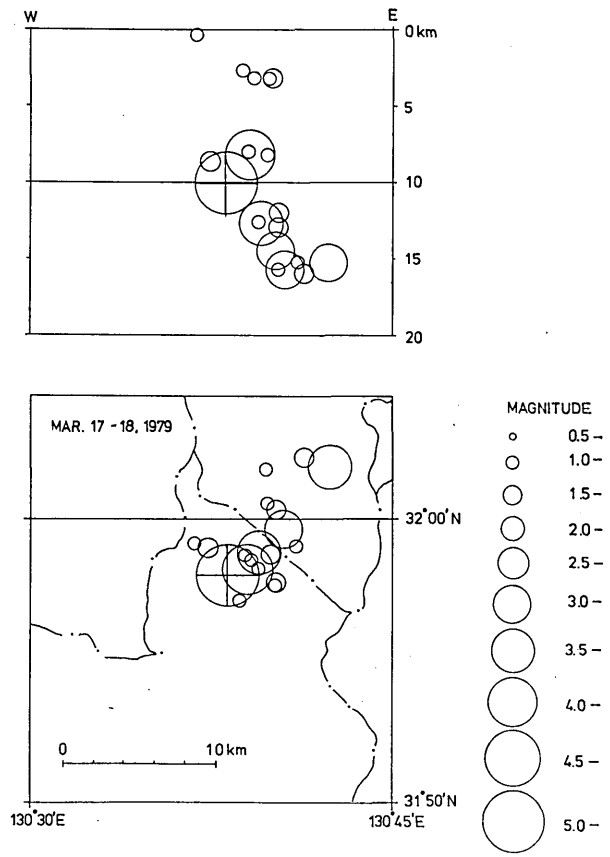 W E
0 km
5
10
15
20
MAR. 17 -18, 1979
32°00'N
31°50'N
130°30'E 130°45'E
0 10 km
MAGNITUDE
0.5 –
1.0 –
1.5 –
2.0 –
2.5 –
3.0 –
3.5 –
4.0 –
4.5 –
5.0 –